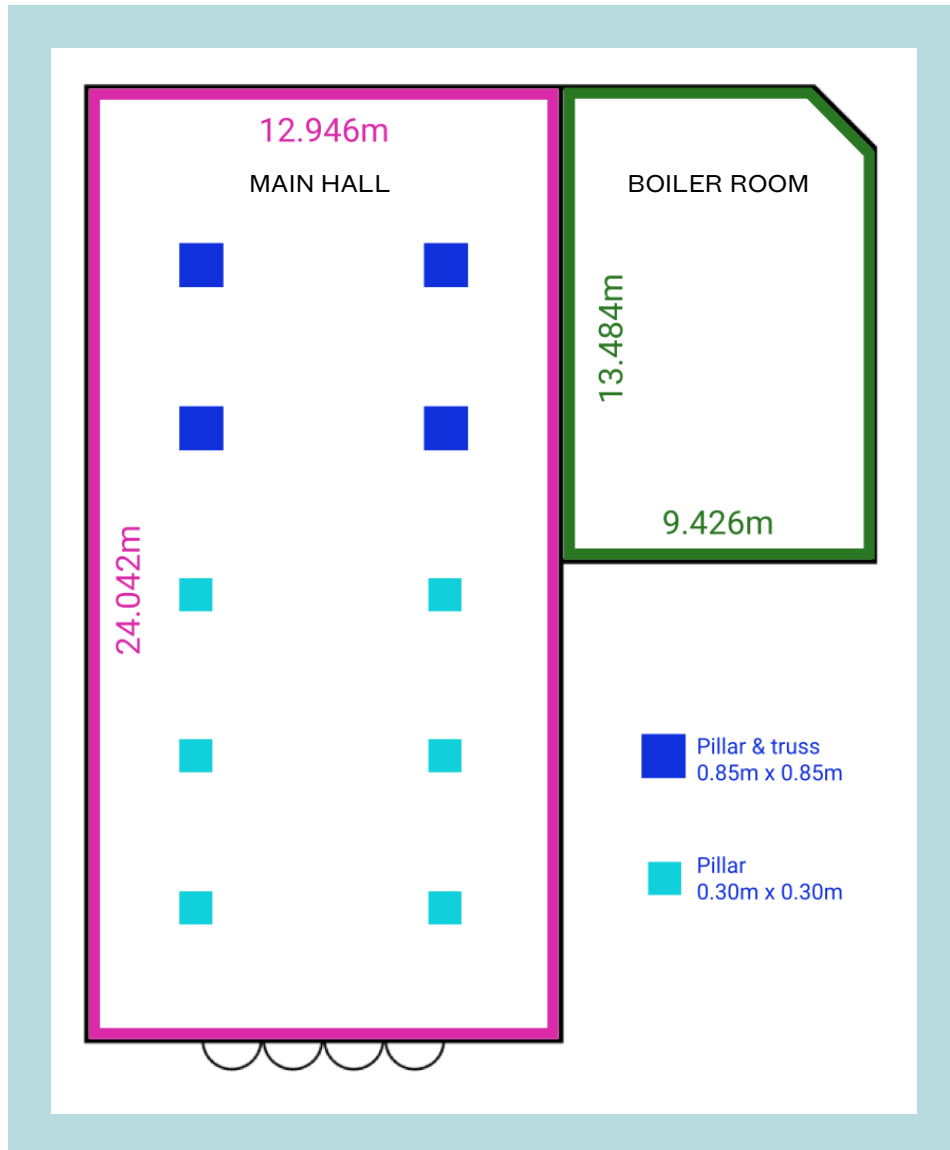 12.946m
MAIN HALL
BOILER ROOM
13.484m
9.426m
24.042m
Pillar & truss
0.85m x 0.85m
Pillar
0.30m x 0.30m